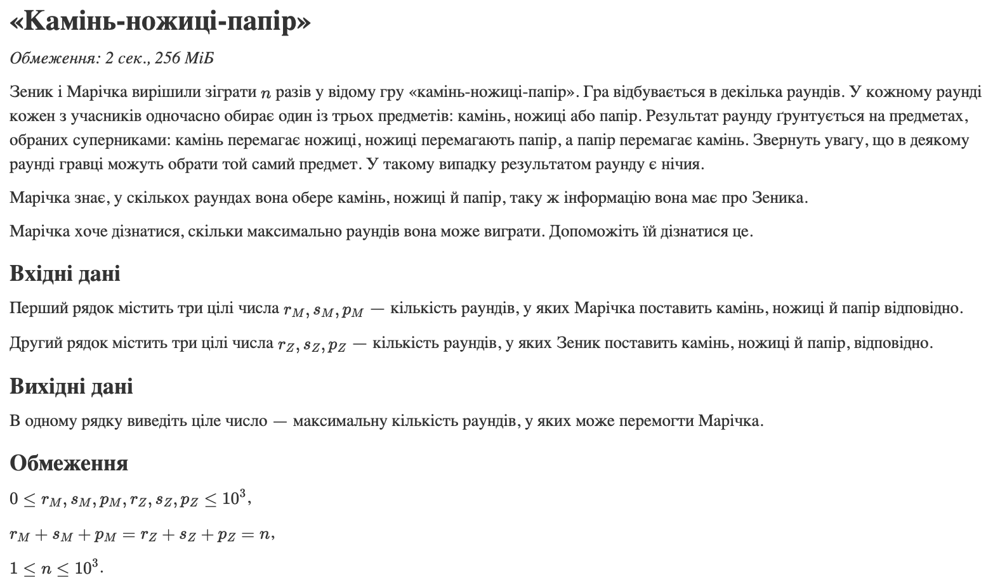 «Камінь-ножиці-папір»
Обмеження: 2 сек., 256 МіБ
Зеник і Марічка вирішили зіграти n разів у відому гру «камінь-ножиці-папір». Гра відбувається в декілька раундів. У кожному раунді
кожен з учасників одночасно обирає один із трьох предметів: камінь, ножиці або папір. Результат раунду ґрунтується на предметах,
обраних суперниками: камінь перемагає ножиці, ножиці перемагають папір, а папір перемагає камінь. Звернуть увагу, що в деякому
раунді гравці можуть обрати той самий предмет. У такому випадку результатом раунду є нічия.
Марічка знає, у скількох раундах вона обере камінь, ножиці й папір, таку ж інформацію вона має про Зеника.
Марічка хоче дізнатися, скільки максимально раундів вона може виграти. Допоможіть їй дізнатися це.
Вхідні дані
Перший рядок містить три цілі числа r_M, s_M, p_M — кількість раундів, у яких Марічка поставить камінь, ножиці й папір відповідно.
Другий рядок містить три цілі числа r_Z, s_Z, p_Z — кількість раундів, у яких Зеник поставить камінь, ножиці й папір, відповідно.
Вихідні дані
В одному рядку виведіть ціле число — максимальну кількість раундів, у яких може перемогти Марічка.
Обмеження
0 ≤ r_M, s_M, p_M, r_Z, s_Z, p_Z ≤ 10^3,
r_M + s_M + p_M = r_Z + s_Z + p_Z = n,
1 ≤ n ≤ 10^3.